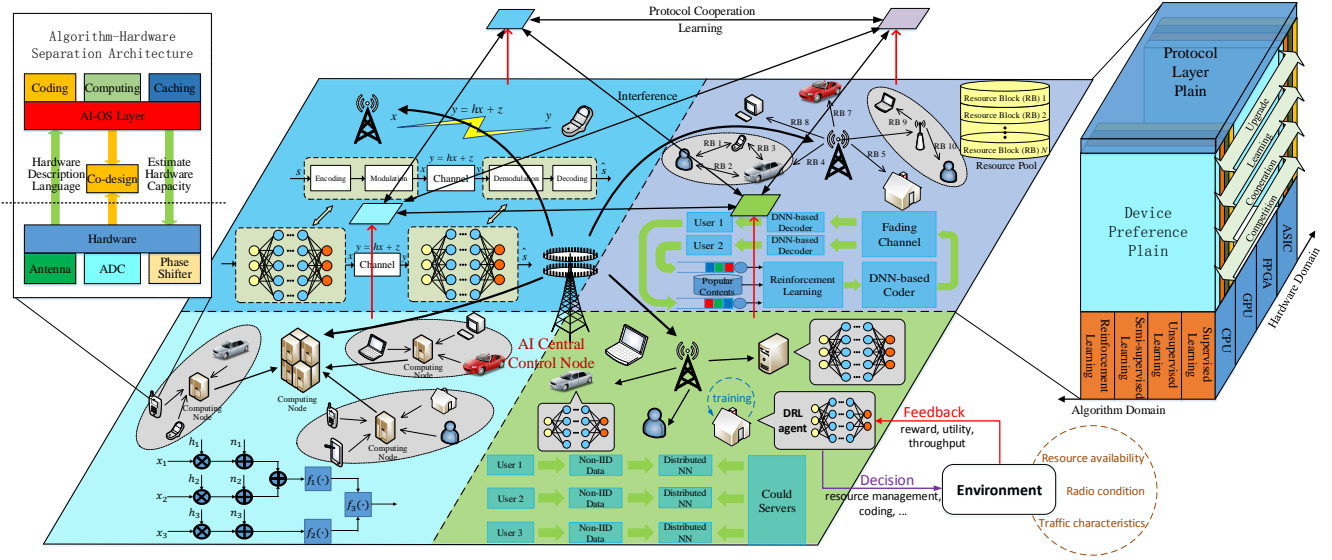 Algorithm-Hardware
Separation Architecture
Coding
Computing
Caching
AI-OS Layer
Hardware
Description
Language
Co-design
Estimate
Hardware
Capacity
Hardware
Antenna
ADC
Phase
Shifter
Protocol Cooperation
Learning
Interference
y = hx + z
x
y
s
Encoding
Modulation
x
y = hx + z
Channel
y
Demodulation
Decoding
ŝ
s
x
y = hx + z
Channel
y
ŝ
RB 1
RB 2
RB 3
RB 4
RB 5
RB 7
RB 8
RB 9
RB 10
Resource Block (RB) 1
Resource Block (RB) 2
Resource Block (RB) N
Resource Pool
User 1
DNN-based
Decoder
User 2
DNN-based
Decoder
Fading
Channel
Popular
Contents
Reinforcement
Learning
DNN-based
Coder
AI Central
Control Node
Computing
Node
Computing
Node
Computing
Node
Computing
Node
x₁
h₁
n₁
x₂
h₂
n₂
x₃
h₃
n₃
f₁(·)
f₂(·)
f₃(·)
training
DRL
agent
User 1
Non-IID
Data
Distributed
NN
User 2
Non-IID
Data
Distributed
NN
User 3
Non-IID
Data
Distributed
NN
Could
Servers
Feedback
reward, utility,
throughput
Decision
resource management,
coding, ...
Environment
Resource availability
Radio condition
Traffic characteristics
Protocol
Layer
Plain
Device
Preference
Plain
Upgrade
Learning
Cooperation
Competition
Reinforcement
Learning
Semi-supervised
Learning
Unsupervised
Learning
Supervised
Learning
CPU
GPU
FPGA
ASIC
Algorithm Domain
Hardware Domain